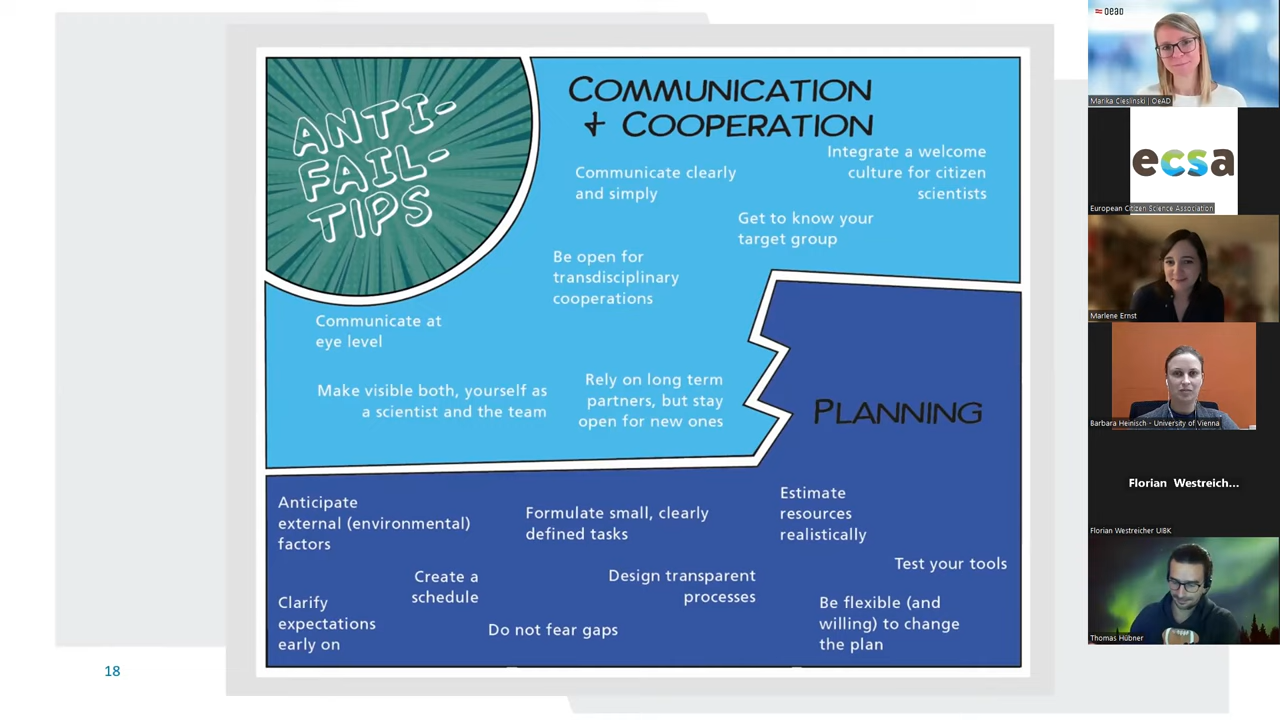 ANTI-
FAIL-
TIPS
COMMUNICATION
+ COOPERATION
Communicate clearly
and simply
Integrate a welcome
culture for citizen
scientists
Get to know your
target group
Be open for
transdisciplinary
cooperations
Communicate at
eye level
Make visible both, yourself as
a scientist and the team
Rely on long term
partners, but stay
open for new ones
PLANNING
Anticipate
external (environmental)
factors
Formulate small, clearly
defined tasks
Estimate
resources
realistically
Test your tools
Create a
schedule
Design transparent
processes
Clarify
expectations
early on
Do not fear gaps
Be flexible (and
willing) to change
the plan
18
oead
Marika Cieslinski | OeAD
ecsa
European Citizen Science Association
Marlene Ernst
Barbara Heinisch - University of Vienna
Florian Westreich...
Florian Westreicher UIBK
Thomas Hübner